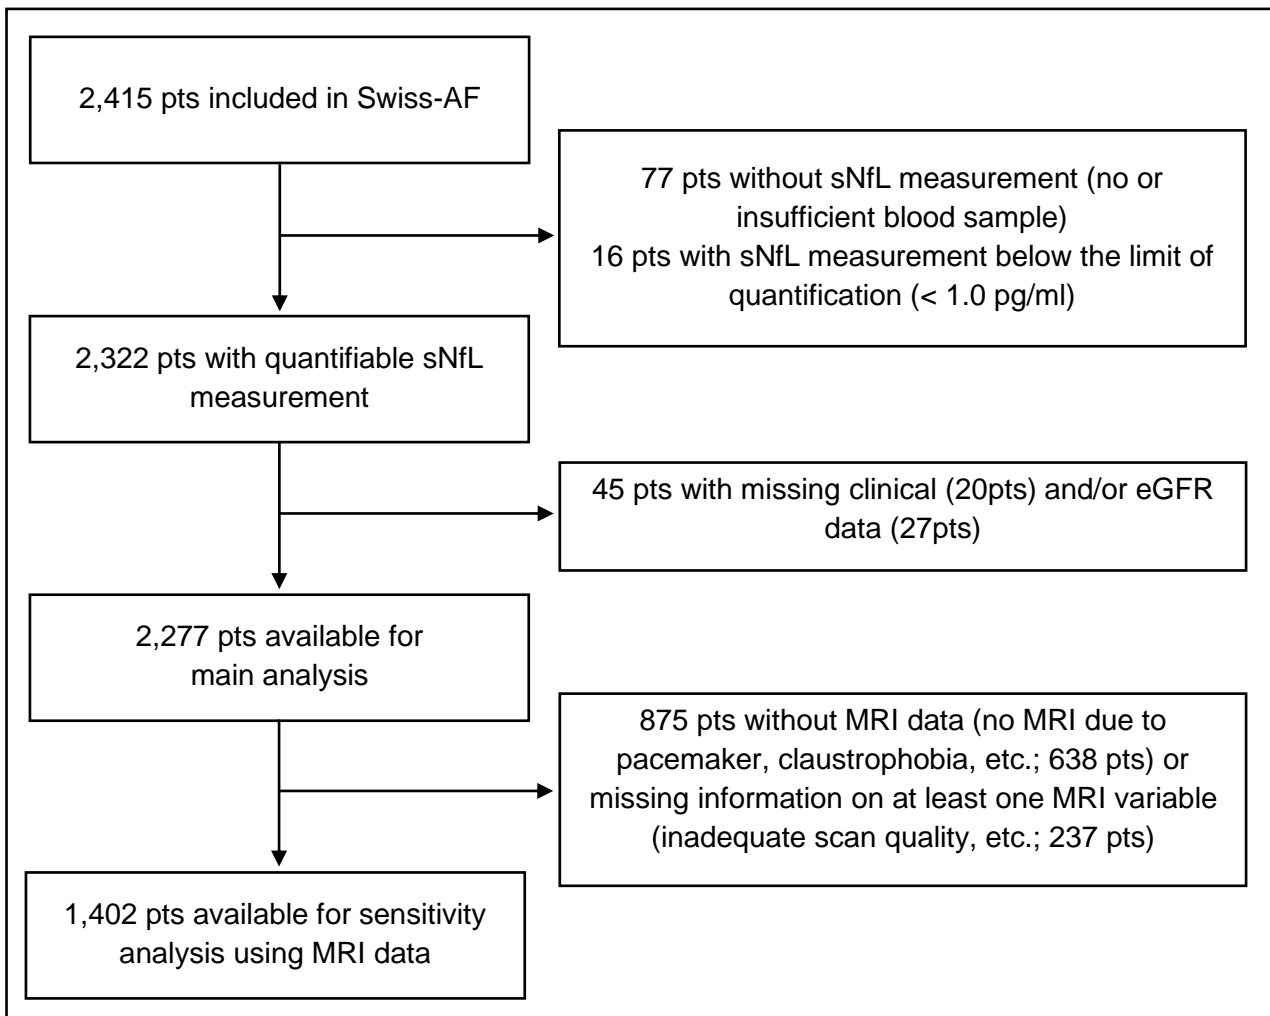 2,415 pts included in Swiss-AF
77 pts without sNfL measurement (no or
insufficient blood sample)
16 pts with sNfL measurement below the limit of
quantification (< 1.0 pg/ml)
2,322 pts with quantifiable sNfL
measurement
45 pts with missing clinical (20pts) and/or eGFR
data (27pts)
2,277 pts available for
main analysis
875 pts without MRI data (no MRI due to
pacemaker, claustrophobia, etc.; 638 pts) or
missing information on at least one MRI variable
(inadequate scan quality, etc.; 237 pts)
1,402 pts available for sensitivity
analysis using MRI data